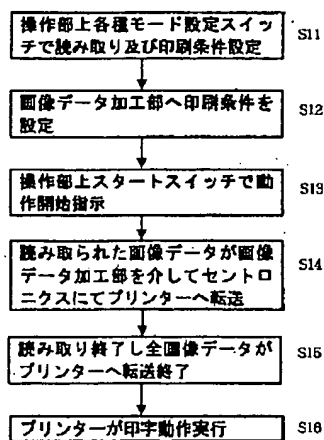 操作部上各種モード設定スイッ
チで読み取り及び印刷条件設定
S11
画像データ加工部へ印刷条件を
設定
S12
操作部上スタートスイッチで動
作開始指示
S13
読み取られた画像データが画像
データ加工部を介してセントロ
ニクスにてプリンターへ転送
S14
読み取り終了し全画像データが
プリンターへ転送終了
S15
プリンターが印字動作実行
S16